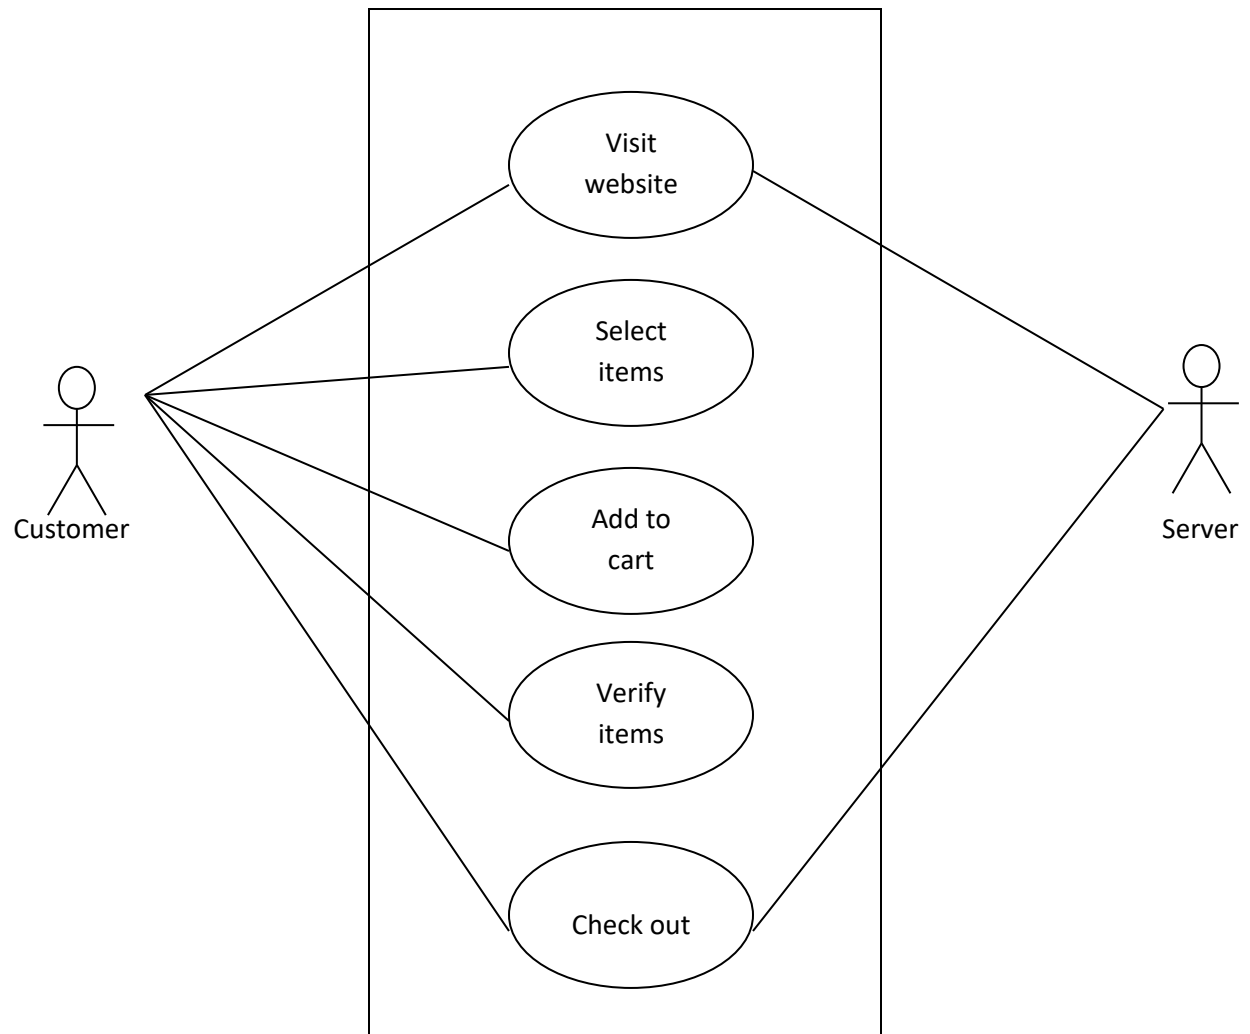 Visit
website
Select
items
Customer
Add to
cart
Server
Verify
items
Check out